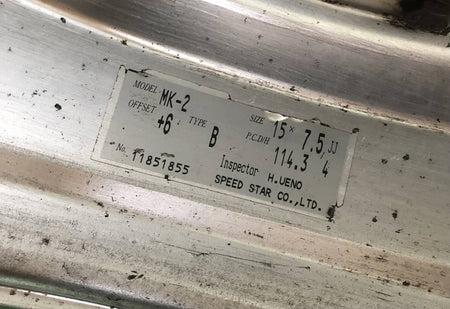 MODEL MK-2 SIZE 15 × 7.5 JJ
OFFSET +6 TYPE B P.C.D/H 114.3 4
No. 11851855 Inspector H.UENO
SPEED STAR CO.,LTD.